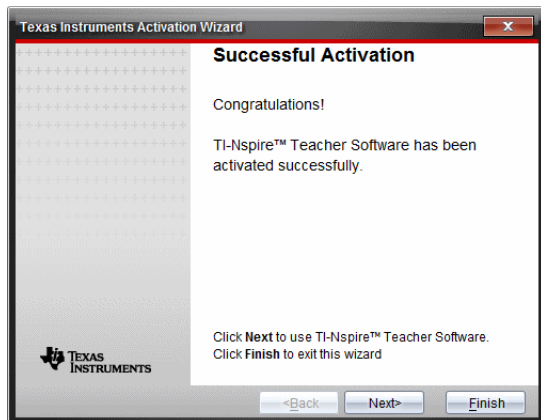 Texas Instruments Activation Wizard
Successful Activation
Congratulations!
TI-Nspire™ Teacher Software has been
activated successfully.
Click Next to use TI-Nspire™ Teacher Software.
Click Finish to exit this wizard
TEXAS
INSTRUMENTS
<Back Next> Finish